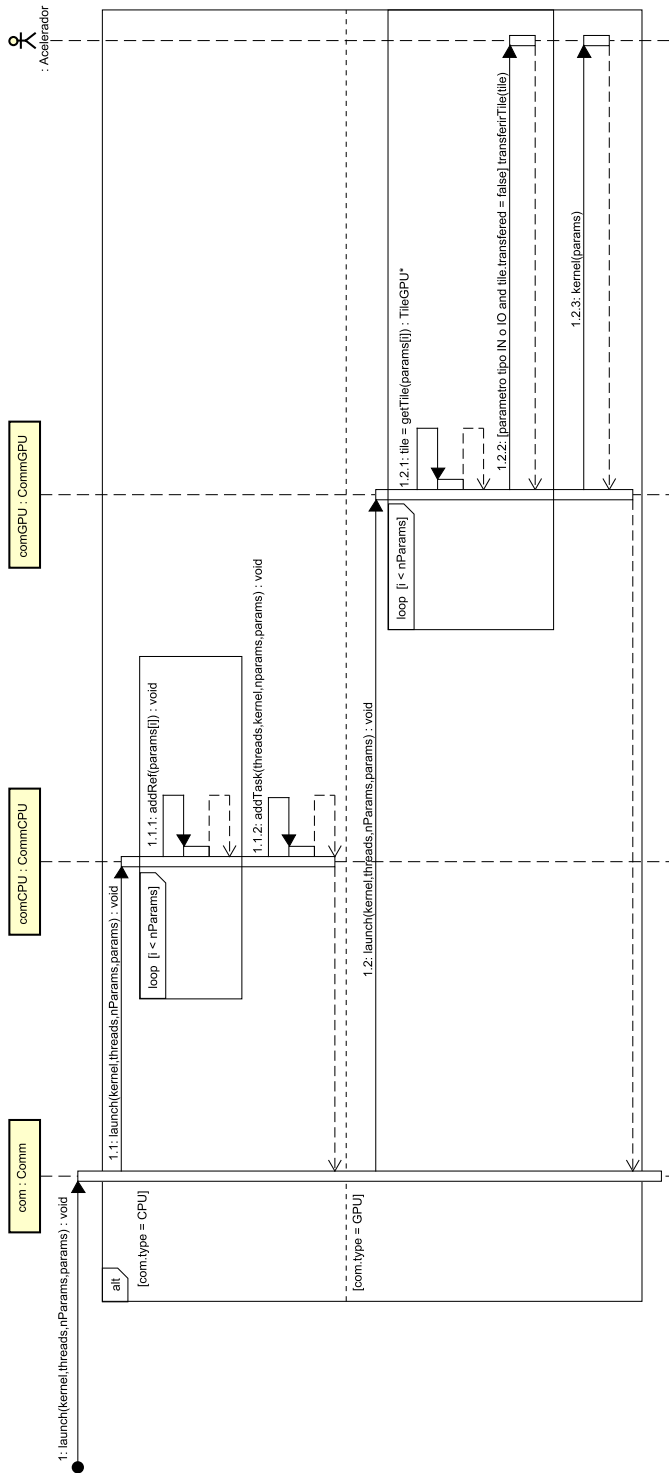 com : Comm
comCPU : CommCPU
comGPU : CommGPU
: Acelerador
1: launch(kernel,threads,nParams,params) : void
alt
[com.type = CPU]
1.1: launch(kernel,threads,nParams,params) : void
loop [i < nParams]
1.1.1: addRef(params[i]) : void
1.1.2: addTask(threads,kernel,nparams,params) : void
[com.type = GPU]
1.2: launch(kernel,threads,nParams,params) : void
loop [i < nParams]
1.2.1: tile = getTile(params[i]) : TileGPU*
1.2.2: [parametro tipo IN o IO and tile.transfered = false] transferirTile(tile)
1.2.3: kernel(params)